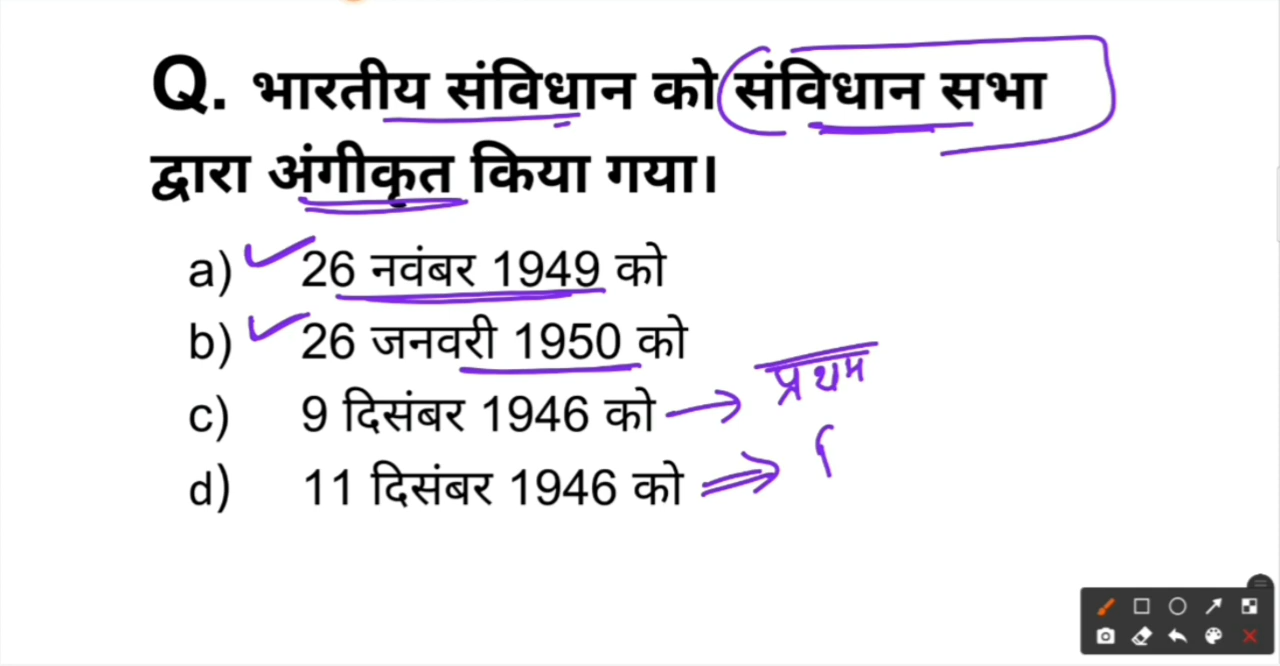 Q. भारतीय संविधान को संविधान सभा
द्वारा अंगीकृत किया गया।
a) 26 नवंबर 1949 को
b) 26 जनवरी 1950 को
c) 9 दिसंबर 1946 को
प्रथम
d) 11 दिसंबर 1946 को